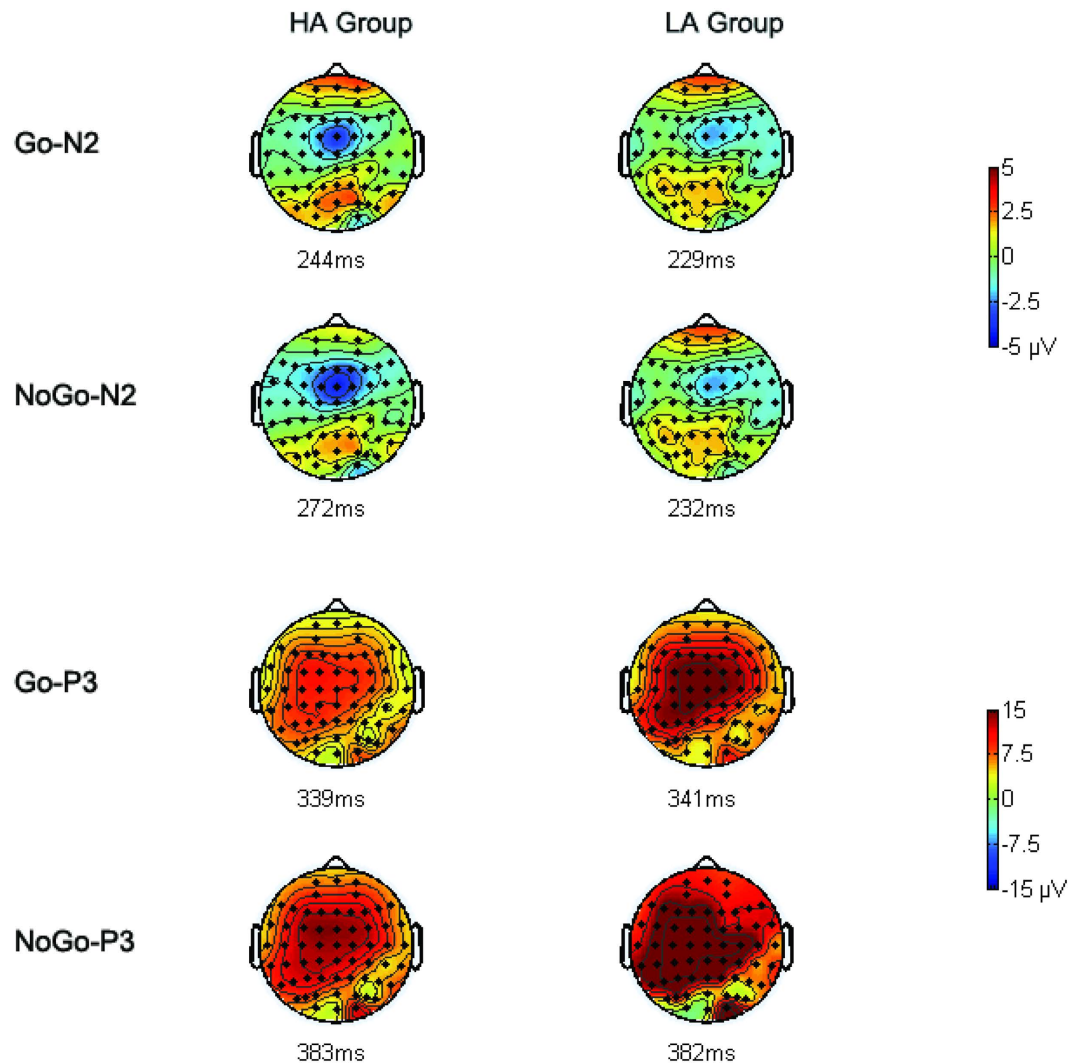 HA Group
LA Group
Go-N2
244ms
229ms
5
2.5
0
-2.5
-5 µV
NoGo-N2
272ms
232ms
Go-P3
339ms
341ms
15
7.5
0
-7.5
-15 µV
NoGo-P3
383ms
382ms